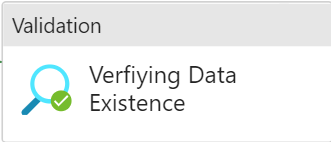 Validation
Verfiying Data
Existence